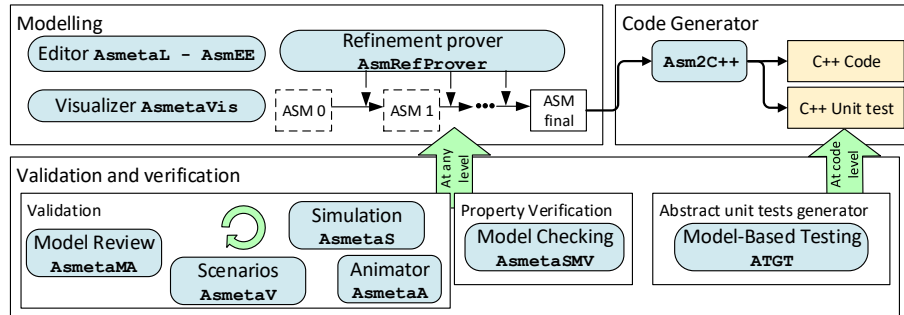 Modelling
Editor AsmetaL - AsmEE
Refinement prover
AsmRefProver
Visualizer AsmetaVis
ASM 0
ASM 1
•••
ASM
final
Code Generator
Asm2C++
C++ Code
C++ Unit test
At any
level
At code
level
Validation and verification
Validation
Model Review
AsmetaMA
Scenarios
AsmetaV
Simulation
AsmetaS
Animator
AsmetaA
Property Verification
Model Checking
AsmetaSMV
Abstract unit tests generator
Model-Based Testing
ATGT